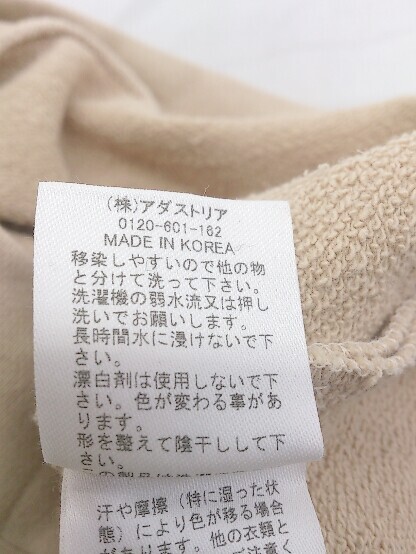 (株)アダストリア
0120-601-162
MADE IN KOREA
移染しやすいので他の物
と分けて洗って下さい。
洗濯機の弱水流又は押し
洗いでお願いします。
長時間水に浸けないで下
さい。
漂白剤は使用しないで下
さい。色が変わる事があ
ります。
形を整えて陰干しして下
さい。
汗や摩擦（特に湿った状
態）により色が移る場合
があります。他の衣類と